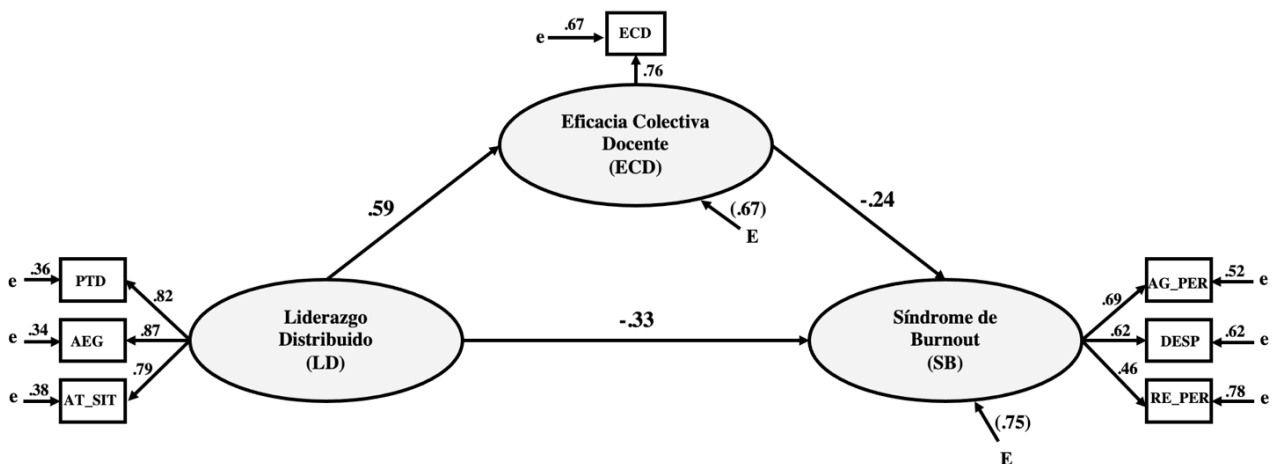 e
.67
ECD
.76
Eficacia Colectiva
Docente
(ECD)
.59
(.67)
E
-.24
e
.36
PTD
.82
e
.34
AEG
.87
e
.38
AT_SIT
.79
Liderazgo
Distribuido
(LD)
-.33
Síndrome de
Burnout
(SB)
(.75)
E
.69
AG_PER
.52
e
.62
DESP
.62
e
.46
RE_PER
.78
e